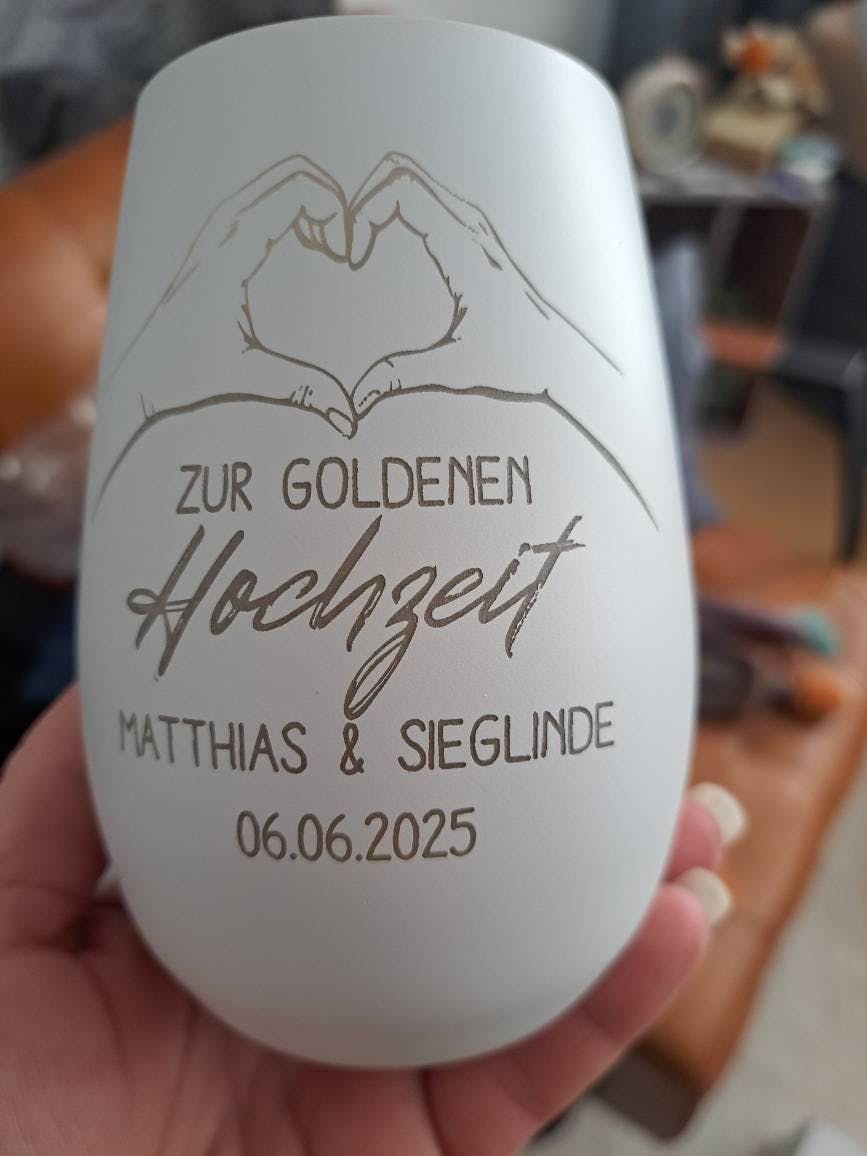 ZUR GOLDENEN
Hochzeit
MATTHIAS & SIEGLINDE
06.06.2025